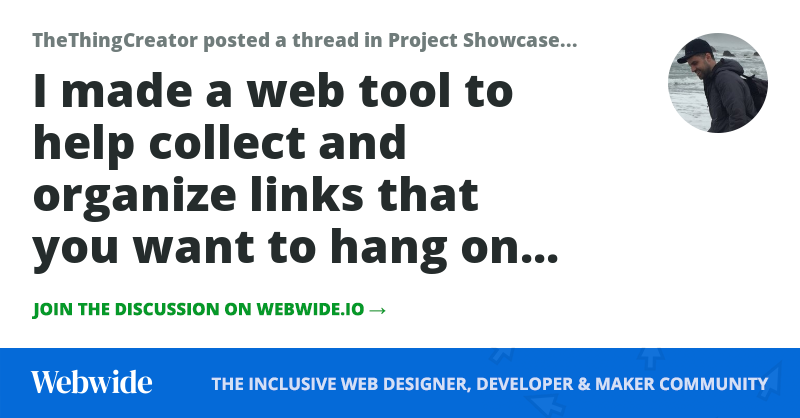 TheThingCreator posted a thread in Project Showcase...
I made a web tool to
help collect and
organize links that
you want to hang on...
JOIN THE DISCUSSION ON WEBWIDE.IO →
Webwide
THE INCLUSIVE WEB DESIGNER, DEVELOPER & MAKER COMMUNITY